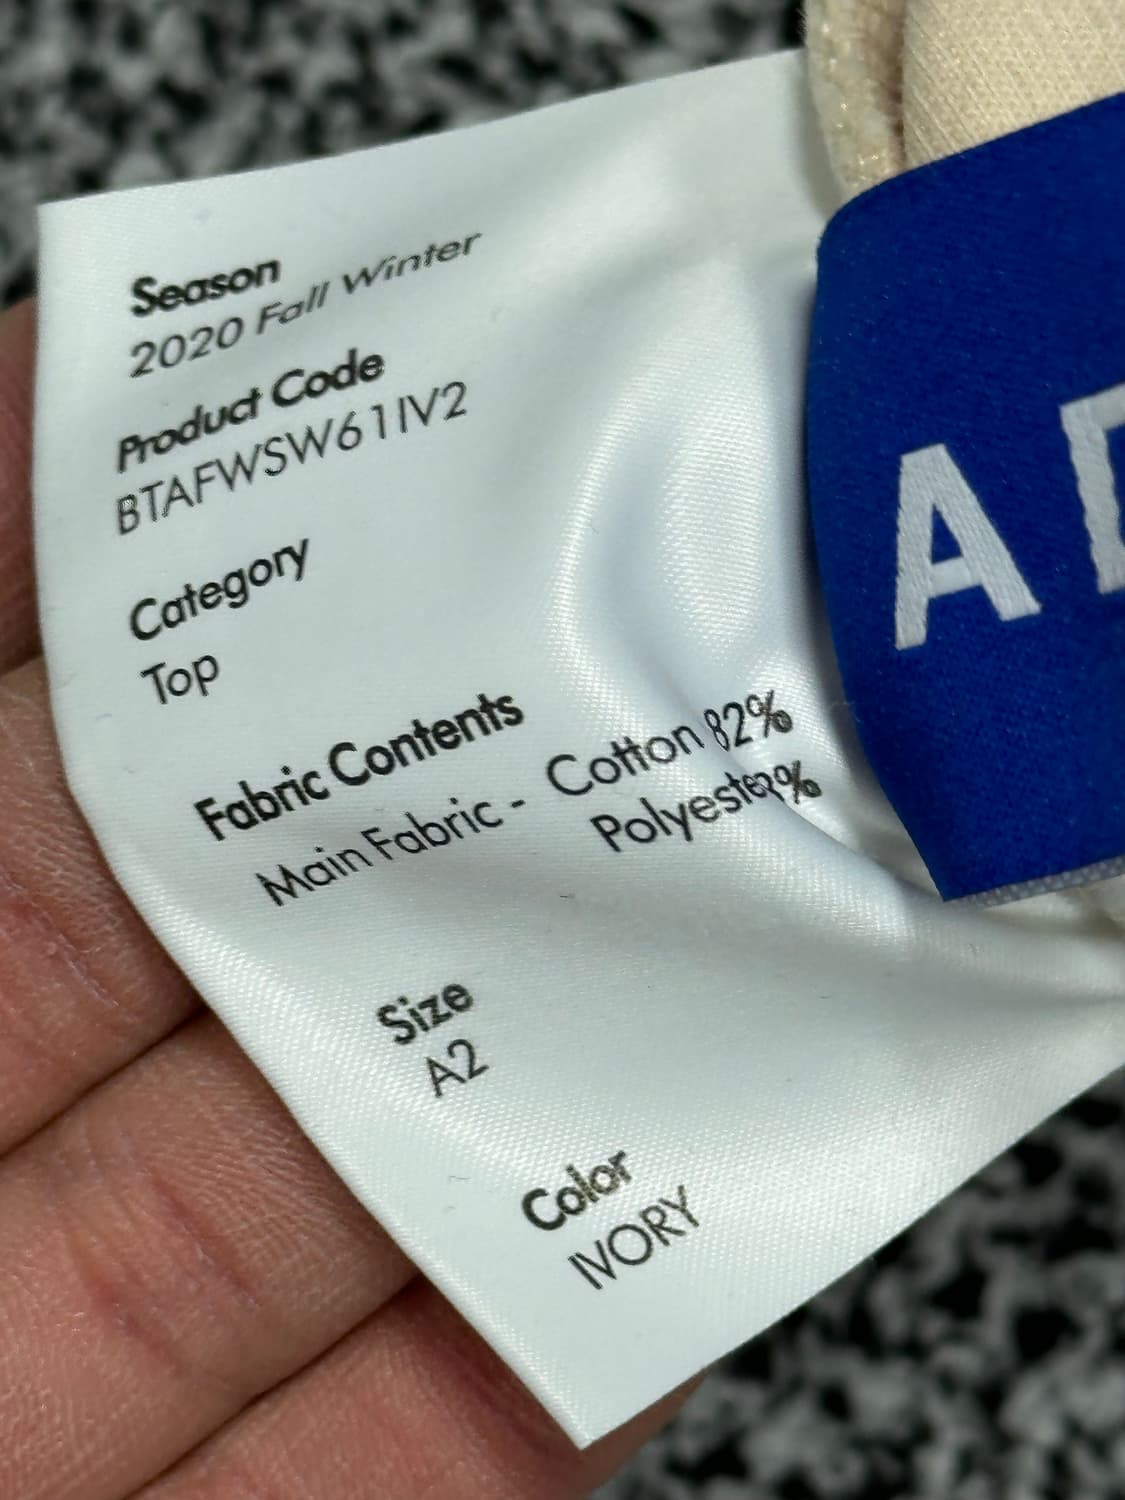 Season
2020 Fall Winter
Product Code
BTAFWSW61IV2
Category
Top
Fabric Contents
Main Fabric - Cotton 82%
Polyester
Size
A2
Color
IVORY
A